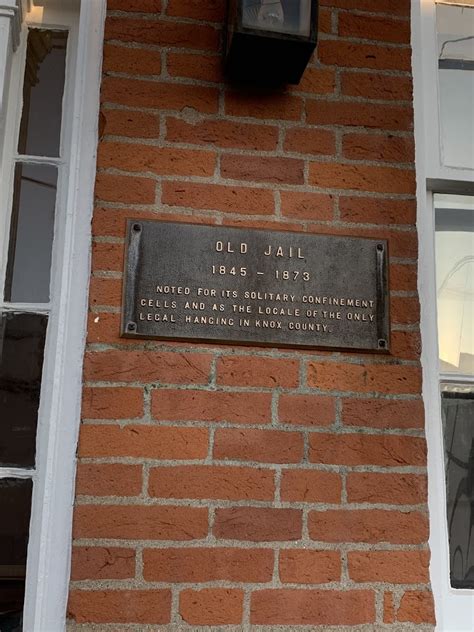 OLD JAIL
1845 - 1873
NOTED FOR ITS SOLITARY CONFINEMENT
CELLS AND AS THE LOCALE OF THE ONLY
LEGAL HANGING IN KNOX COUNTY.